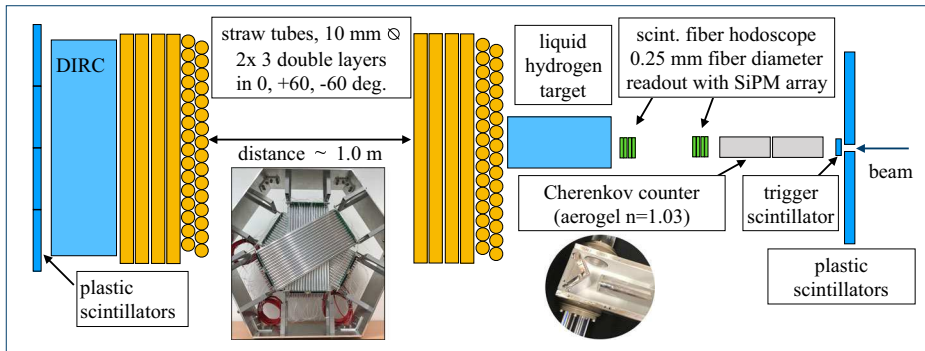 DIRC
straw tubes, 10 mm ⌀
2x 3 double layers
in 0, +60, -60 deg.
distance ~ 1.0 m
liquid
hydrogen
target
scint. fiber hodoscope
0.25 mm fiber diameter
readout with SiPM array
Cherenkov counter
(aerogel n=1.03)
trigger
scintillator
beam
plastic
scintillators
plastic
scintillators